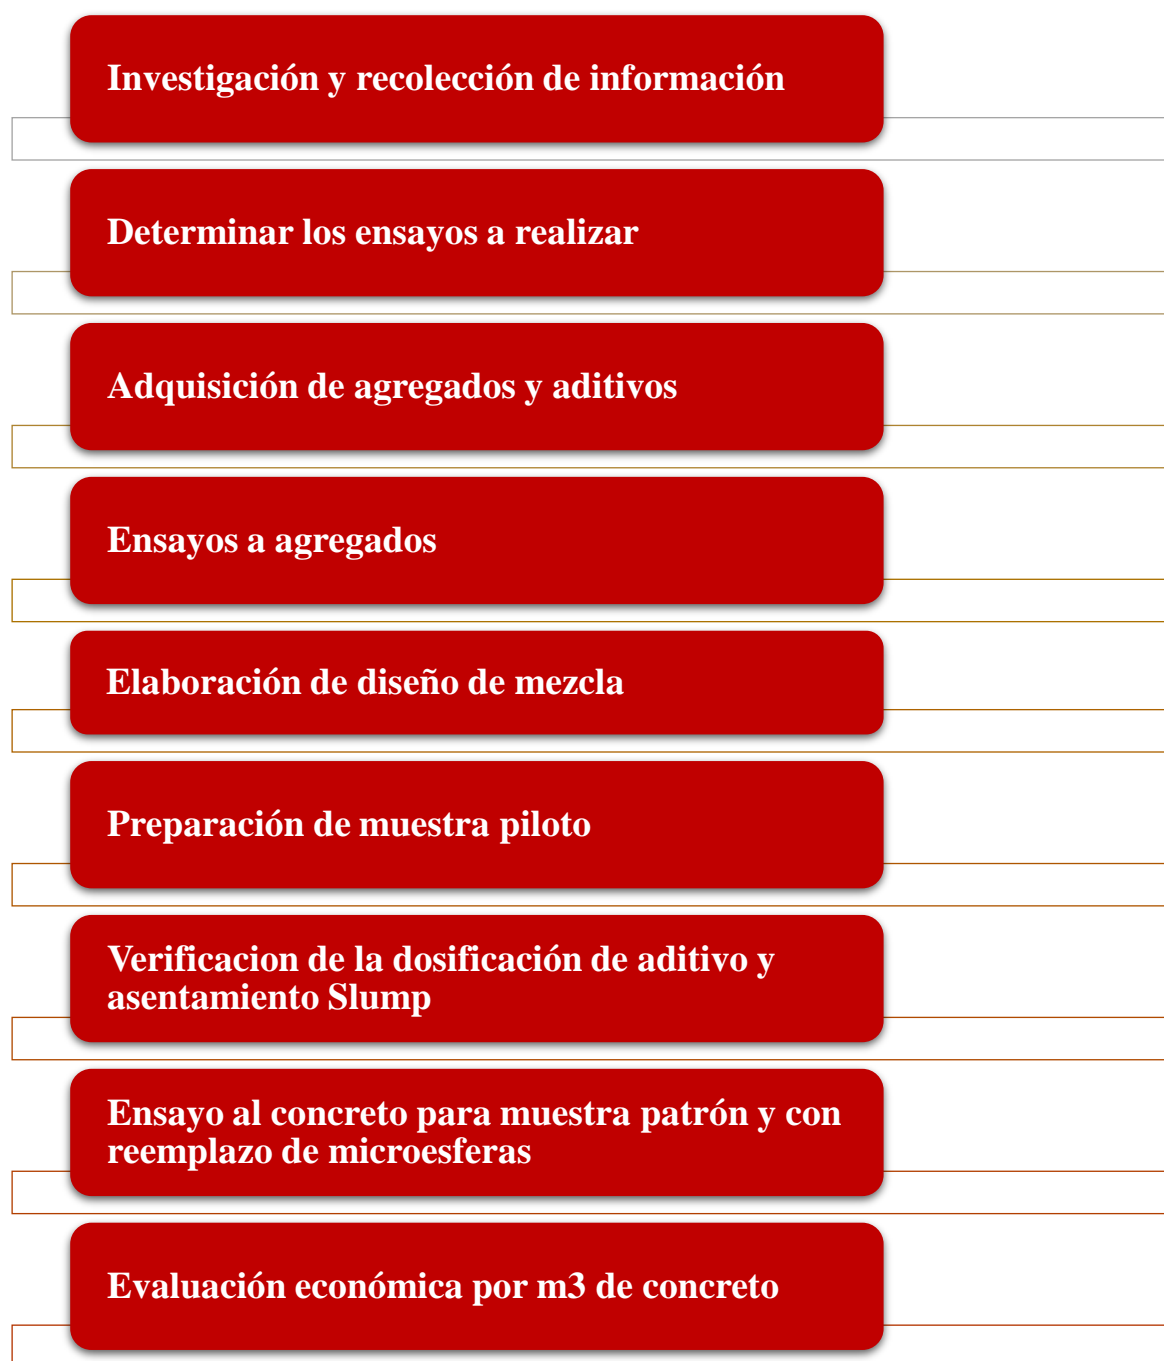 Investigación y recolección de información
Determinar los ensayos a realizar
Adquisición de agregados y aditivos
Ensayos a agregados
Elaboración de diseño de mezcla
Preparación de muestra piloto
Verificacion de la dosificación de aditivo y
asentamiento Slump
Ensayo al concreto para muestra patrón y con
reemplazo de microesferas
Evaluación económica por m3 de concreto